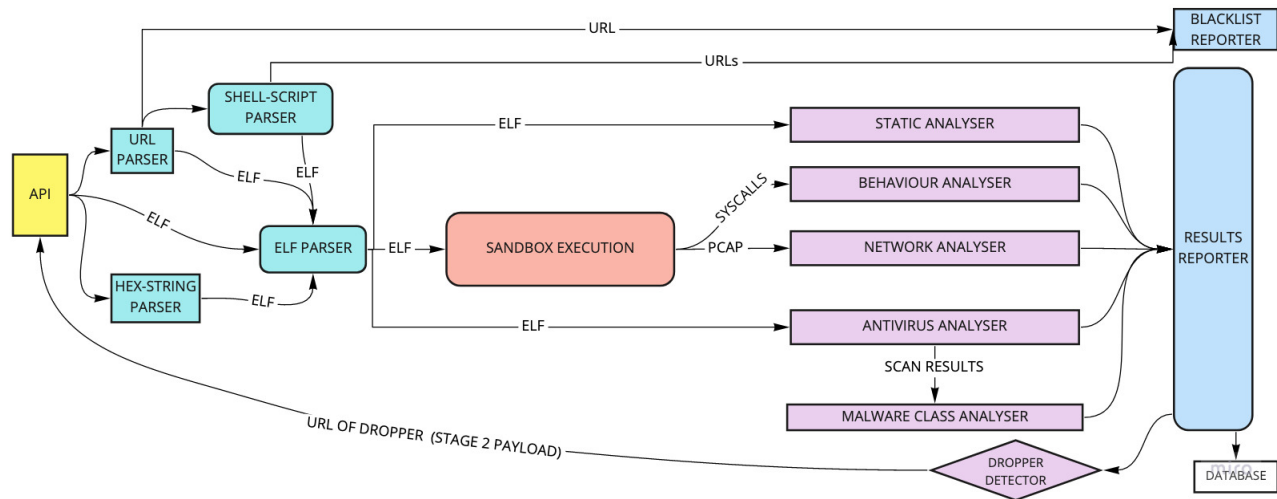 BLACKLIST
REPORTER
URL
URLs
SHELL-SCRIPT
PARSER
URL
PARSER
ELF
STATIC ANALYSER
ELF
ELF
API
ELF
SYSCALLS
BEHAVIOUR ANALYSER
ELF PARSER
ELF
SANDBOX EXECUTION
PCAP
NETWORK ANALYSER
RESULTS
REPORTER
HEX-STRING
PARSER
ELF
ELF
ANTIVIRUS ANALYSER
SCAN RESULTS
MALWARE CLASS ANALYSER
URL OF DROPPER (STAGE 2 PAYLOAD)
DROPPER
DETECTOR
miro
DATABASE